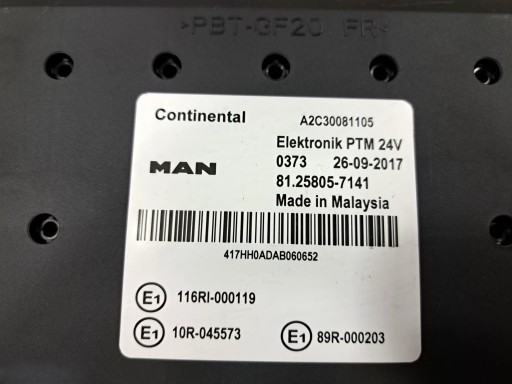 >PBT-GF20 FR<
Continental A2C30081105
Elektronik PTM 24V
MAN 0373 26-09-2017
81.25805-7141
Made in Malaysia
417HH0ADAB060652
E1 116RI-000119
E1 10R-045573 E1 89R-000203